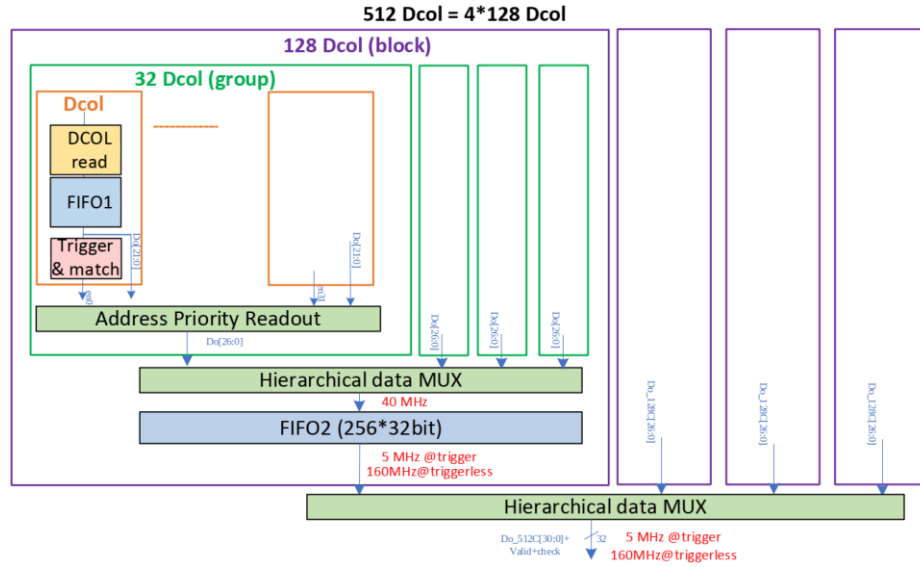 512 Dcol = 4*128 Dcol
128 Dcol (block)
32 Dcol (group)
Dcol
DCOL
read
FIFO1
Trigger
& match
Do[21:0]
Do[21:0]
Address Priority Readout
Do[26:0]
Do[26:0]
Do[26:0]
Do[26:0]
Hierarchical data MUX
40 MHz
FIFO2 (256*32bit)
5 MHz @trigger
160MHz@triggerless
Do_128C[26:0]
Do_128C[26:0]
Do_128C[26:0]
Hierarchical data MUX
Do_512C[30:0]+
Valid+check
32
5 MHz @trigger
160MHz@triggerless